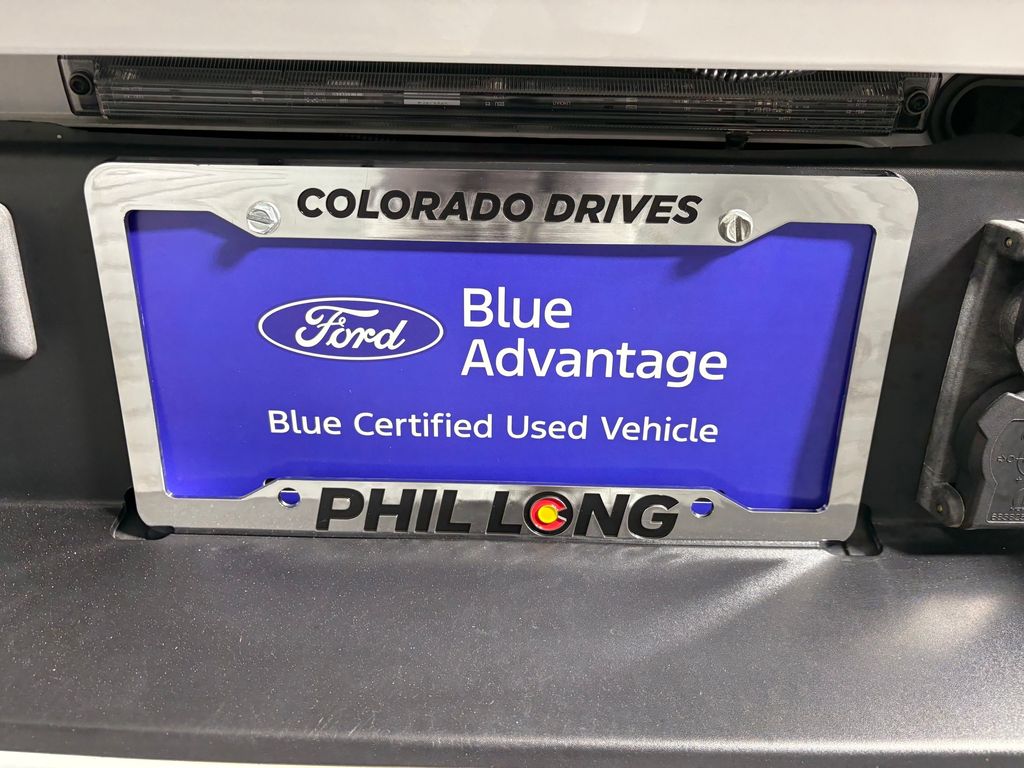 COLORADO DRIVES
Ford
Blue
Advantage
Blue Certified Used Vehicle
PHIL LONG